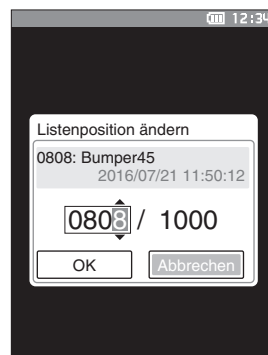 12:34
Listenposition ändern
0808: Bumper45
2016/07/21 11:50:12
0808 / 1000
OK
Abbrechen